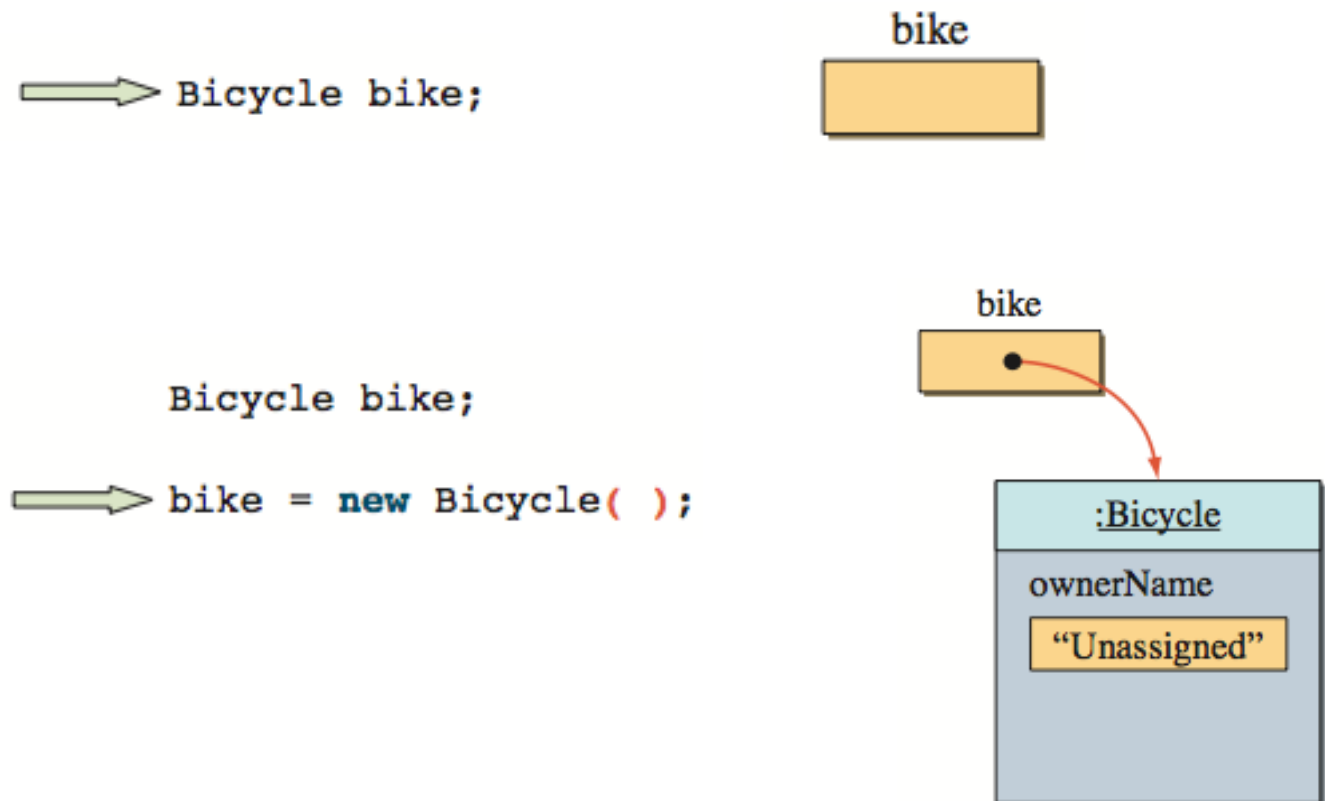 bike
Bicycle bike;
bike
Bicycle bike;
bike = new Bicycle( );
:Bicycle
ownerName
“Unassigned”